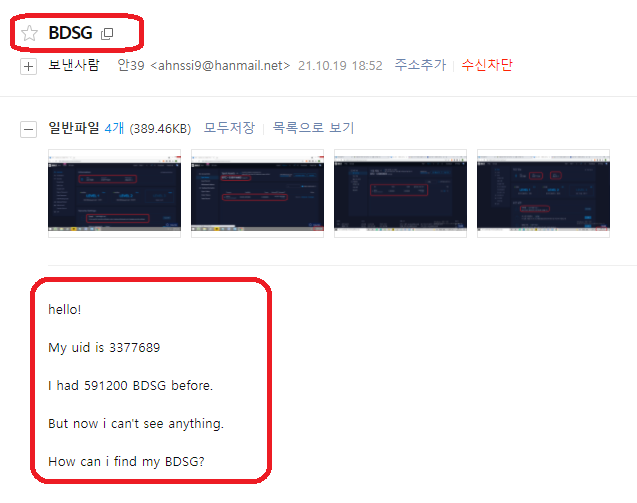 BDSG
보낸사람 안39 <ahnssi9@hanmail.net> 21.10.19 18:52 주소추가 수신차단
일반파일 4개 (389.46KB) 모두저장 목록으로 보기
hello!
My uid is 3377689
I had 591200 BDSG before.
But now i can't see anything.
How can i find my BDSG?